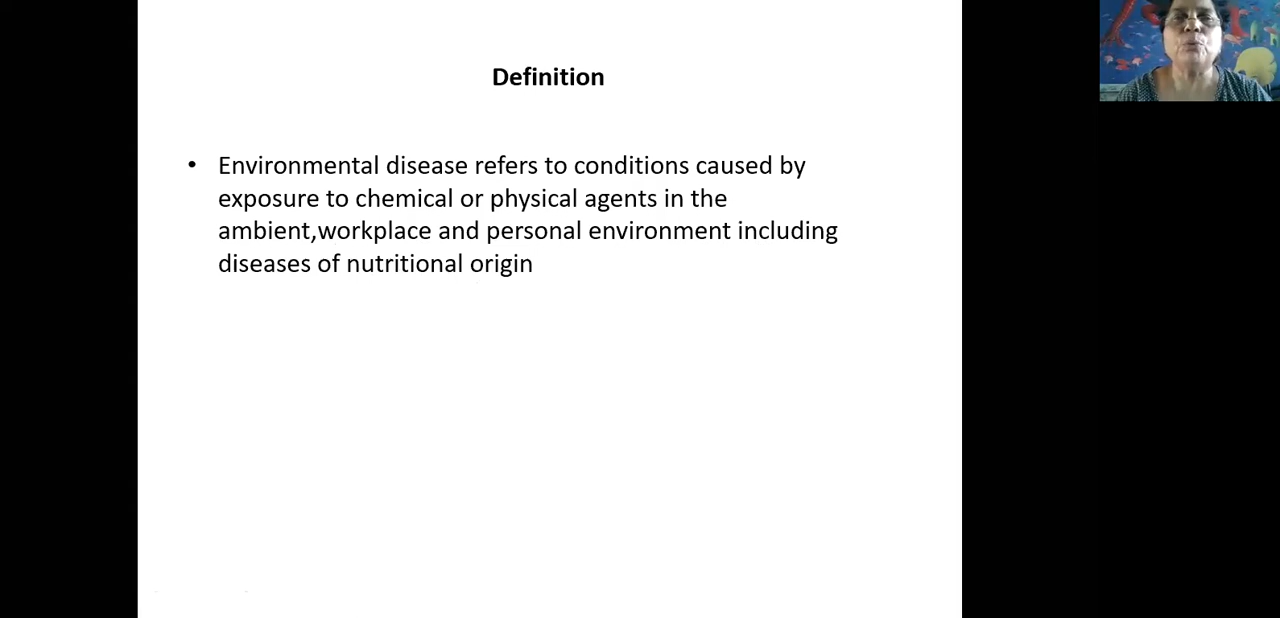 Definition
• Environmental disease refers to conditions caused by
exposure to chemical or physical agents in the
ambient,workplace and personal environment including
diseases of nutritional origin